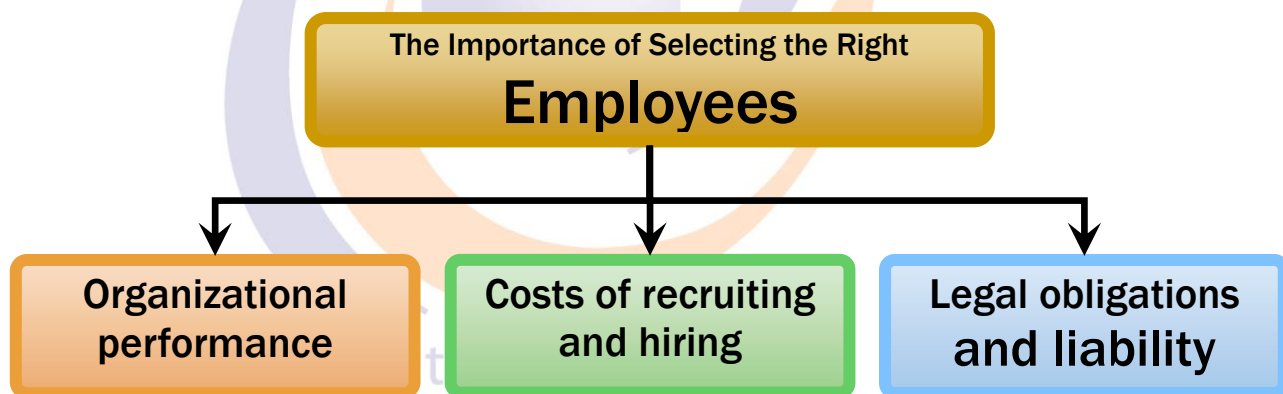 The Importance of Selecting the Right
Employees
Organizational
performance
Costs of recruiting
and hiring
Legal obligations
and liability